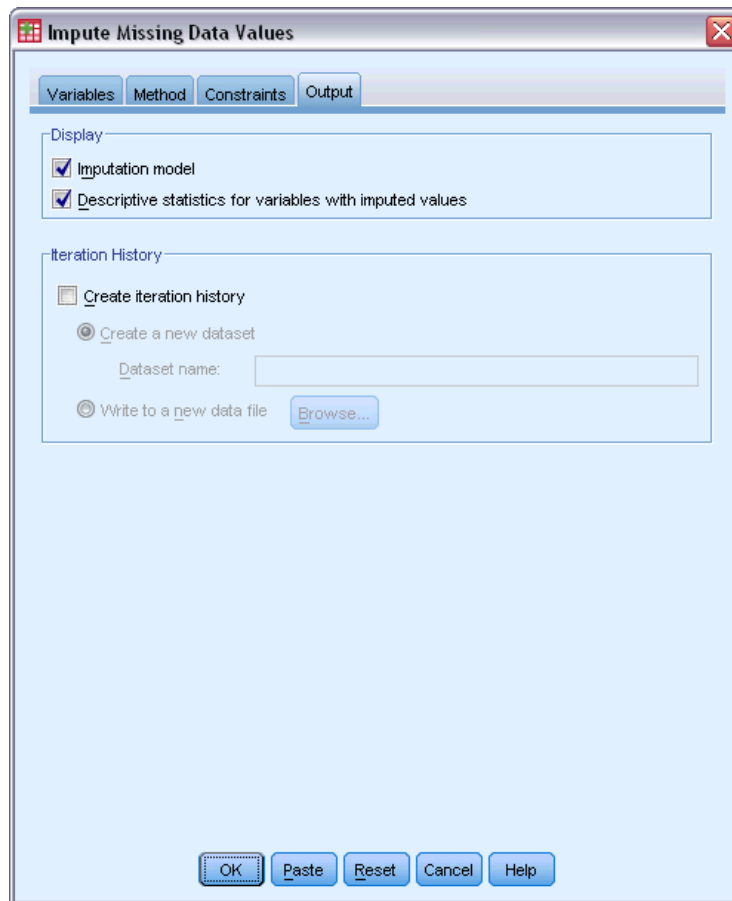 Impute Missing Data Values
Variables Method Constraints Output
Display
Imputation model
Descriptive statistics for variables with imputed values
Iteration History
Create iteration history
Create a new dataset
Dataset name:
Write to a new data file Browse...
OK Paste Reset Cancel Help